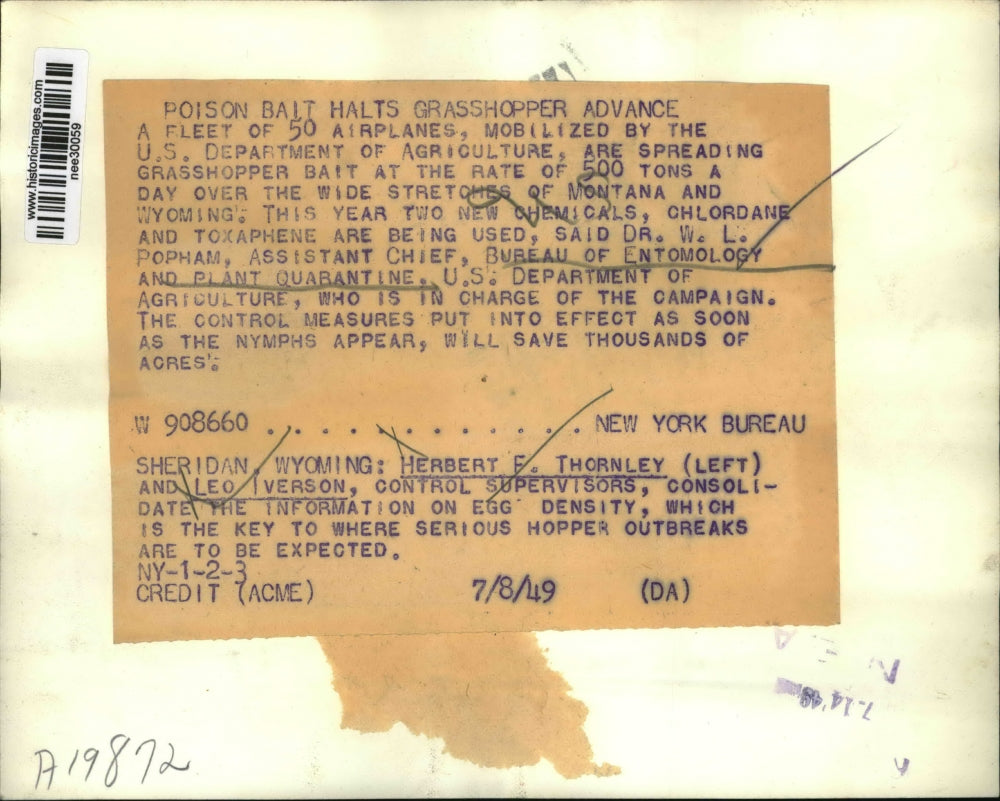 www.historicimages.com
nee30059
POISON BAIT HALTS GRASSHOPPER ADVANCE
A FLEET OF 50 AIRPLANES, MOBILIZED BY THE
U.S. DEPARTMENT OF AGRICULTURE, ARE SPREADING
GRASSHOPPER BAIT AT THE RATE OF 500 TONS A
DAY OVER THE WIDE STRETCHES OF MONTANA AND
WYOMING. THIS YEAR TWO NEW CHEMICALS, CHLORDANE
AND TOXAPHENE ARE BEING USED, SAID DR. W. L.
POPHAM, ASSISTANT CHIEF, BUREAU OF ENTOMOLOGY
AND PLANT QUARANTINE, U.S. DEPARTMENT OF
AGRICULTURE, WHO IS IN CHARGE OF THE CAMPAIGN.
THE CONTROL MEASURES PUT INTO EFFECT AS SOON
AS THE NYMPHS APPEAR, WILL SAVE THOUSANDS OF
ACRES.
W 908660 . . . . . . . . . . . . NEW YORK BUREAU
SHERIDAN, WYOMING: HERBERT E. THORNLEY (LEFT)
AND LEO IVERSON, CONTROL SUPERVISORS, CONSOLI-
DATE THE INFORMATION ON EGG DENSITY, WHICH
IS THE KEY TO WHERE SERIOUS HOPPER OUTBREAKS
ARE TO BE EXPECTED.
NY-1-2-3
CREDIT (ACME) 7/8/49 (DA)
N E A
7-14'49
A19872